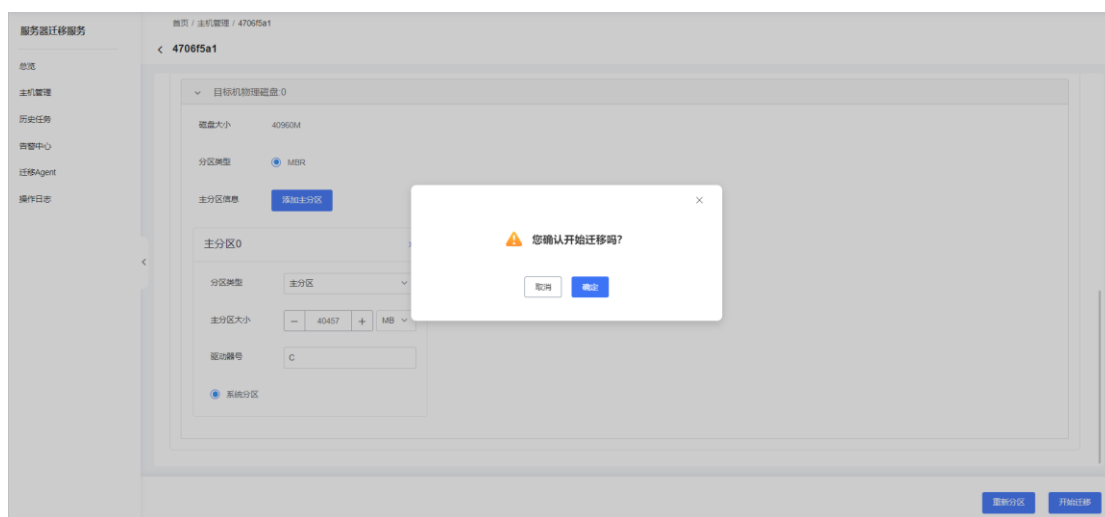 服务器迁移服务
总览
主机管理
历史任务
告警中心
迁移Agent
操作日志
首页 / 主机管理 / 4706f5a1
4706f5a1
目标机物理磁盘:0
磁盘大小 40960M
分区类型 MBR
主分区信息 添加主分区
主分区0
分区类型 主分区
主分区大小 40457 MB
驱动器号 C
系统分区
您确认开始迁移吗?
取消 确定
重新分区 开始迁移